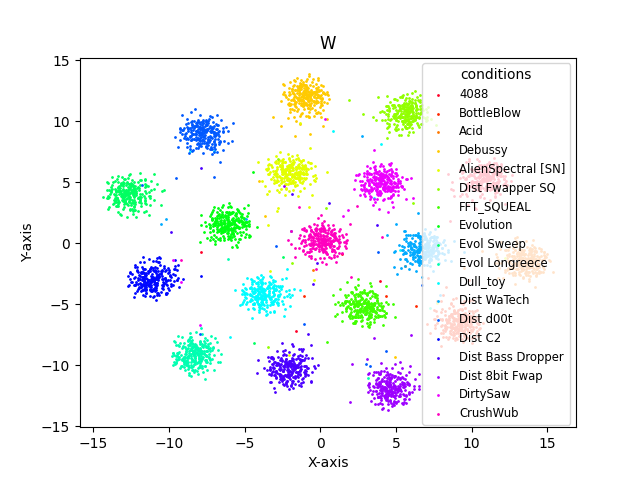 W
15
10
5
0
−5
−10
−15
Y-axis
−15
−10
−5
0
5
10
15
X-axis
conditions
4088
BottleBlow
Acid
Debussy
AlienSpectral [SN]
Dist Fwapper SQ
FFT_SQUEAL
Evolution
Evol Sweep
Evol Longreece
Dull_toy
Dist WaTech
Dist d00t
Dist C2
Dist Bass Dropper
Dist 8bit Fwap
DirtySaw
CrushWub